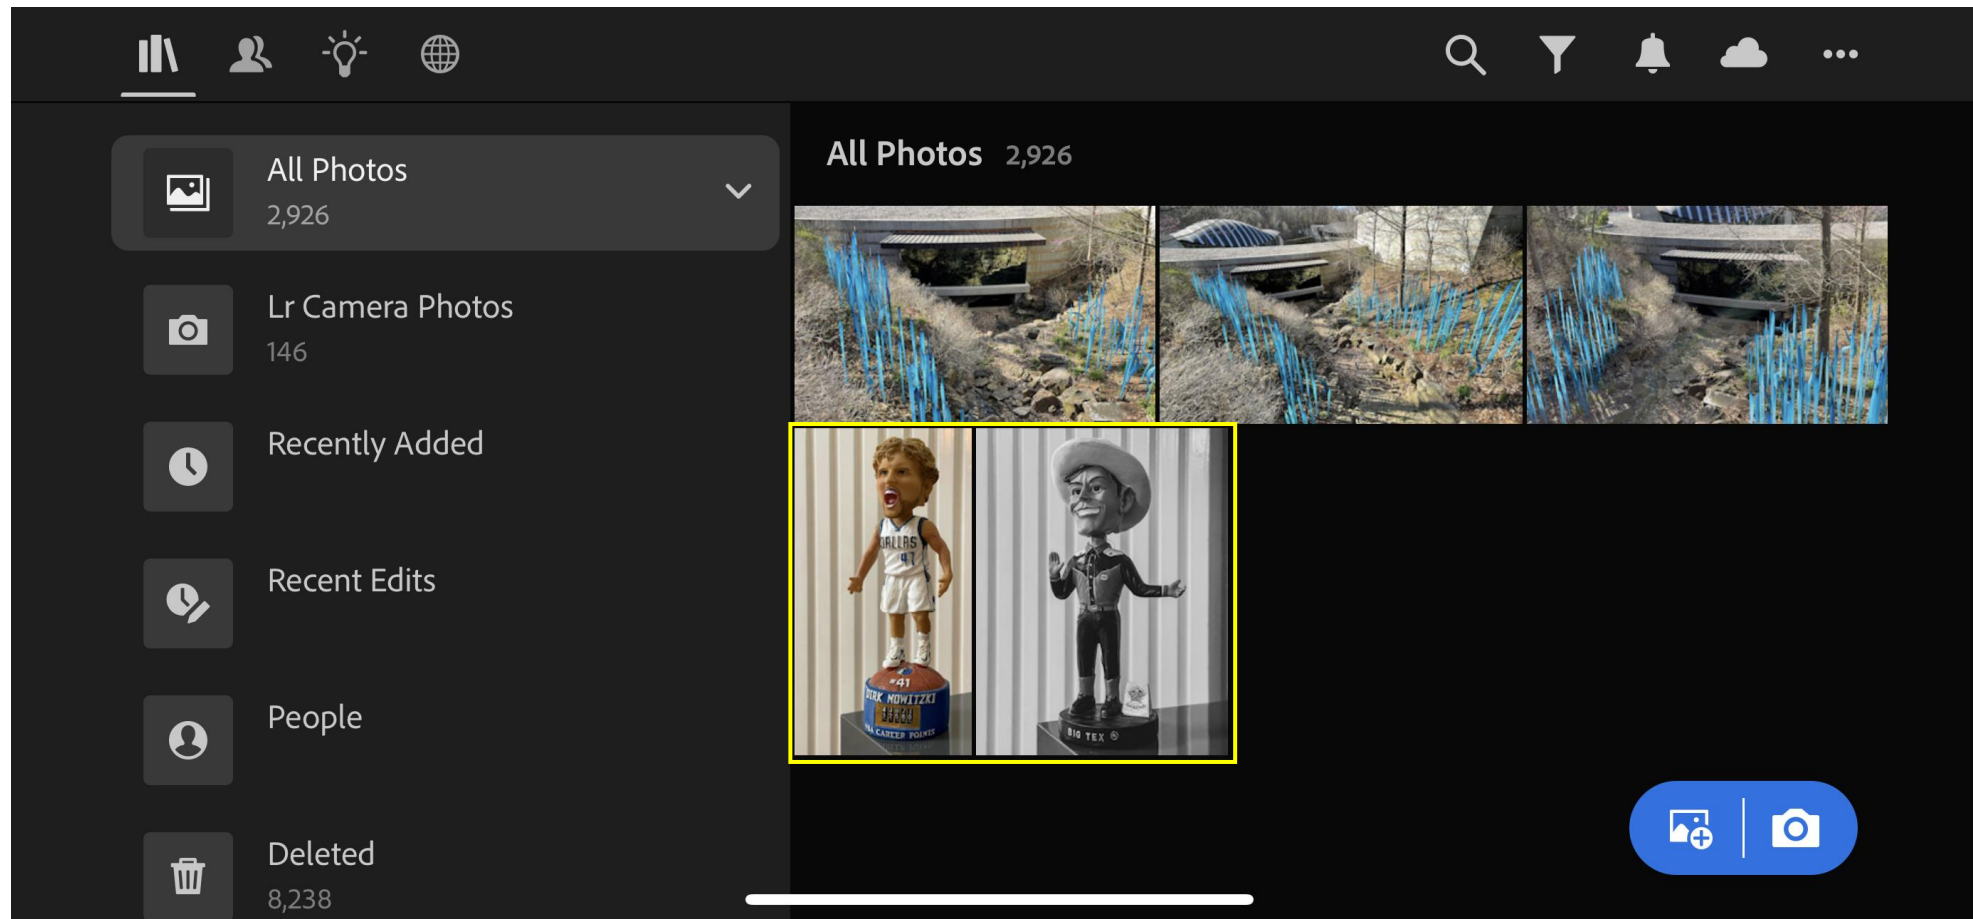 All Photos
2,926
Lr Camera Photos
146
Recently Added
Recent Edits
People
Deleted
8,238
All Photos 2,926
DALLAS
41
#41
DIRK NOWITZKI
NBA CAREER POINTS
BIG TEX ®